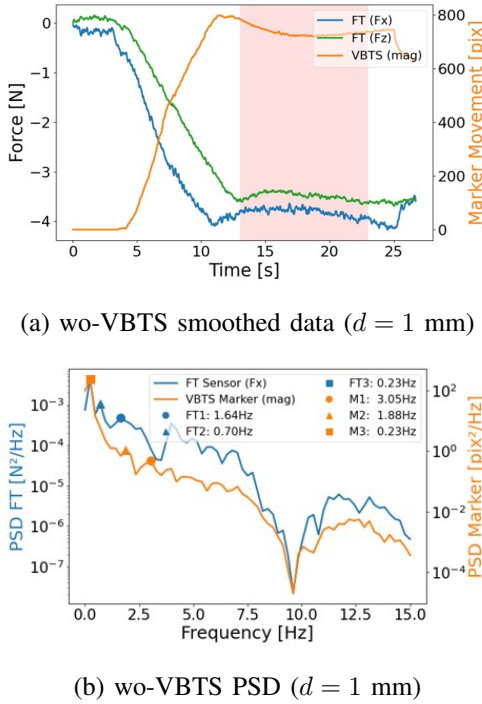 FT (Fx)
FT (Fz)
VBTS (mag)
Force [N]
0
−1
−2
−3
−4
800
600
400
200
0
Marker Movement [pix]
0
5
10
15
20
25
Time [s]
(a) wo-VBTS smoothed data (d = 1 mm)
FT Sensor (Fx)
VBTS Marker (mag)
FT1: 1.64Hz
FT2: 0.70Hz
FT3: 0.23Hz
M1: 3.05Hz
M2: 1.88Hz
M3: 0.23Hz
PSD FT [N²/Hz]
10⁻³
10⁻⁴
10⁻⁵
10⁻⁶
10⁻⁷
10²
10⁰
10⁻²
10⁻⁴
PSD Marker [pix²/Hz]
0.0
2.5
5.0
7.5
10.0
12.5
15.0
Frequency [Hz]
(b) wo-VBTS PSD (d = 1 mm)